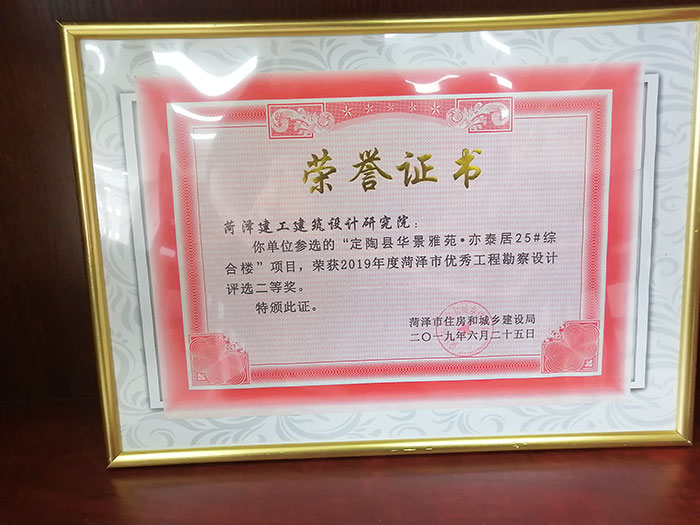 荣誉证书
菏泽建工建筑设计研究院：
你单位参选的“定陶县华景雅苑·亦泰居25#综
合楼”项目，荣获2019年度菏泽市优秀工程勘察设计
评选二等奖。
特颁此证。
菏泽市住房和城乡建设局
二〇一九年六月二十五日